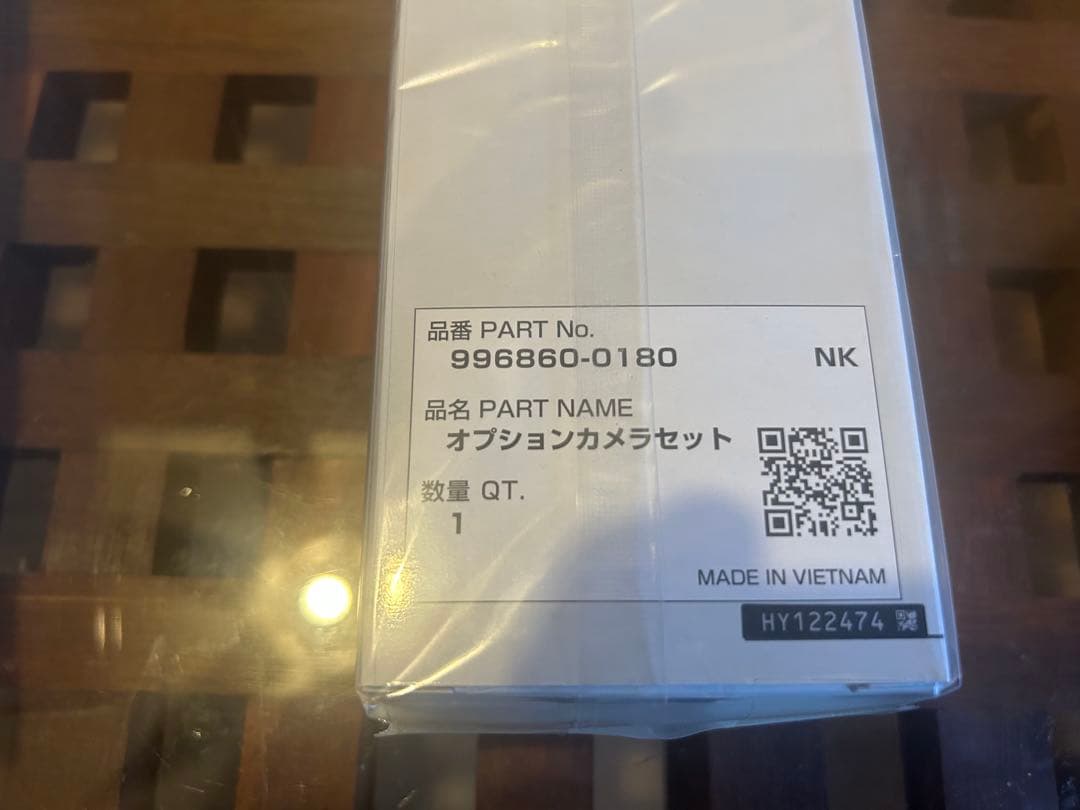 品番 PART No.
996860-0180 NK
品名 PART NAME
オプションカメラセット
数量 QT.
1
MADE IN VIETNAM
HY122474